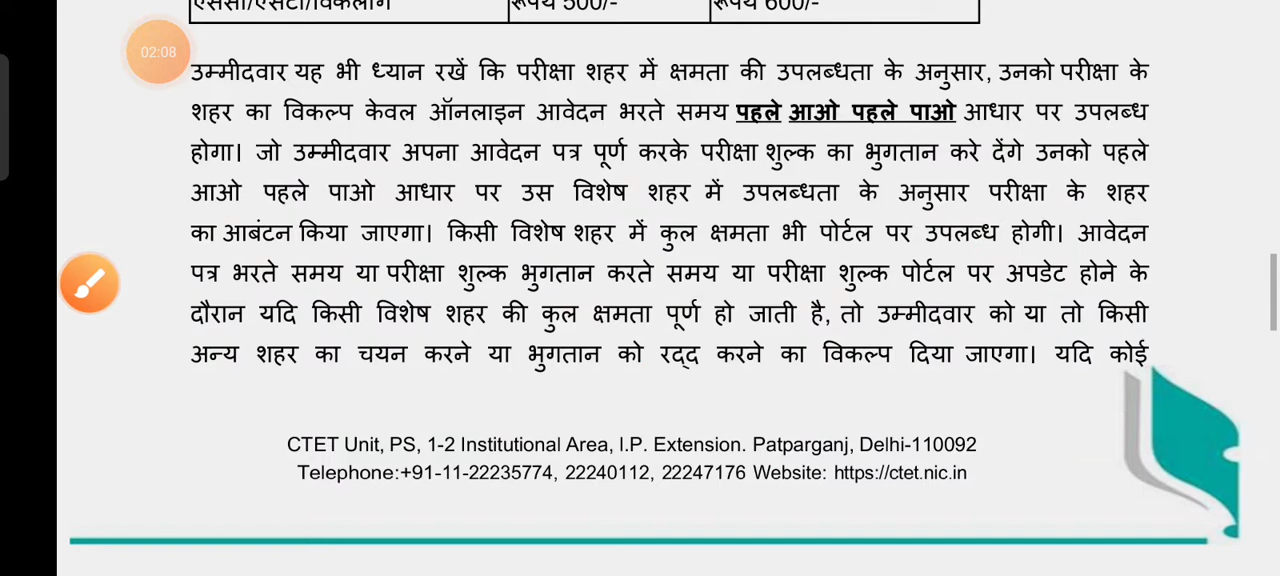 एससी/एसटी/विकलांग रूपये 500/- रूपये 600/-
02:08
उम्मीदवार यह भी ध्यान रखें कि परीक्षा शहर में क्षमता की उपलब्धता के अनुसार, उनको परीक्षा के
शहर का विकल्प केवल ऑनलाइन आवेदन भरते समय पहले आओ पहले पाओ आधार पर उपलब्ध
होगा। जो उम्मीदवार अपना आवेदन पत्र पूर्ण करके परीक्षा शुल्क का भुगतान करे देंगे उनको पहले
आओ पहले पाओ आधार पर उस विशेष शहर में उपलब्धता के अनुसार परीक्षा के शहर
का आबंटन किया जाएगा। किसी विशेष शहर में कुल क्षमता भी पोर्टल पर उपलब्ध होगी। आवेदन
पत्र भरते समय या परीक्षा शुल्क भुगतान करते समय या परीक्षा शुल्क पोर्टल पर अपडेट होने के
दौरान यदि किसी विशेष शहर की कुल क्षमता पूर्ण हो जाती है, तो उम्मीदवार को या तो किसी
अन्य शहर का चयन करने या भुगतान को रद्द करने का विकल्प दिया जाएगा। यदि कोई
CTET Unit, PS, 1-2 Institutional Area, I.P. Extension. Patparganj, Delhi-110092
Telephone:+91-11-22235774, 22240112, 22247176 Website: https://ctet.nic.in